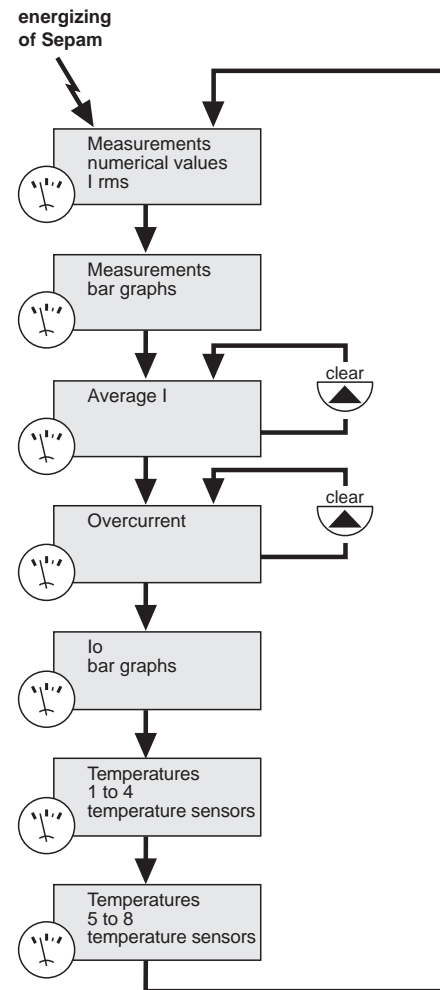 energizing
of Sepam
Measurements
numerical values
I rms
Measurements
bar graphs
Average I
clear
Overcurrent
clear
Io
bar graphs
Temperatures
1 to 4
temperature sensors
Temperatures
5 to 8
temperature sensors